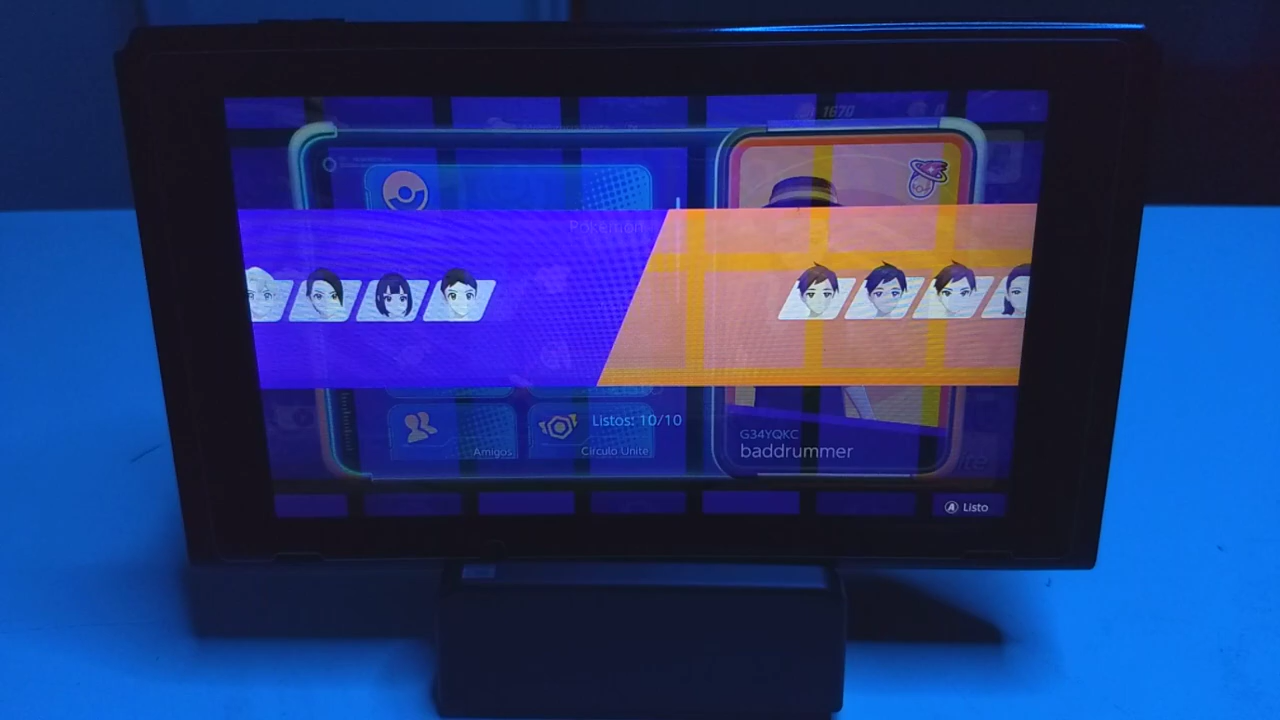 1670
Pokémon
Listos: 10/10
Amigos
Círculo Unite
G34YQKC
baddrummer
A Listo